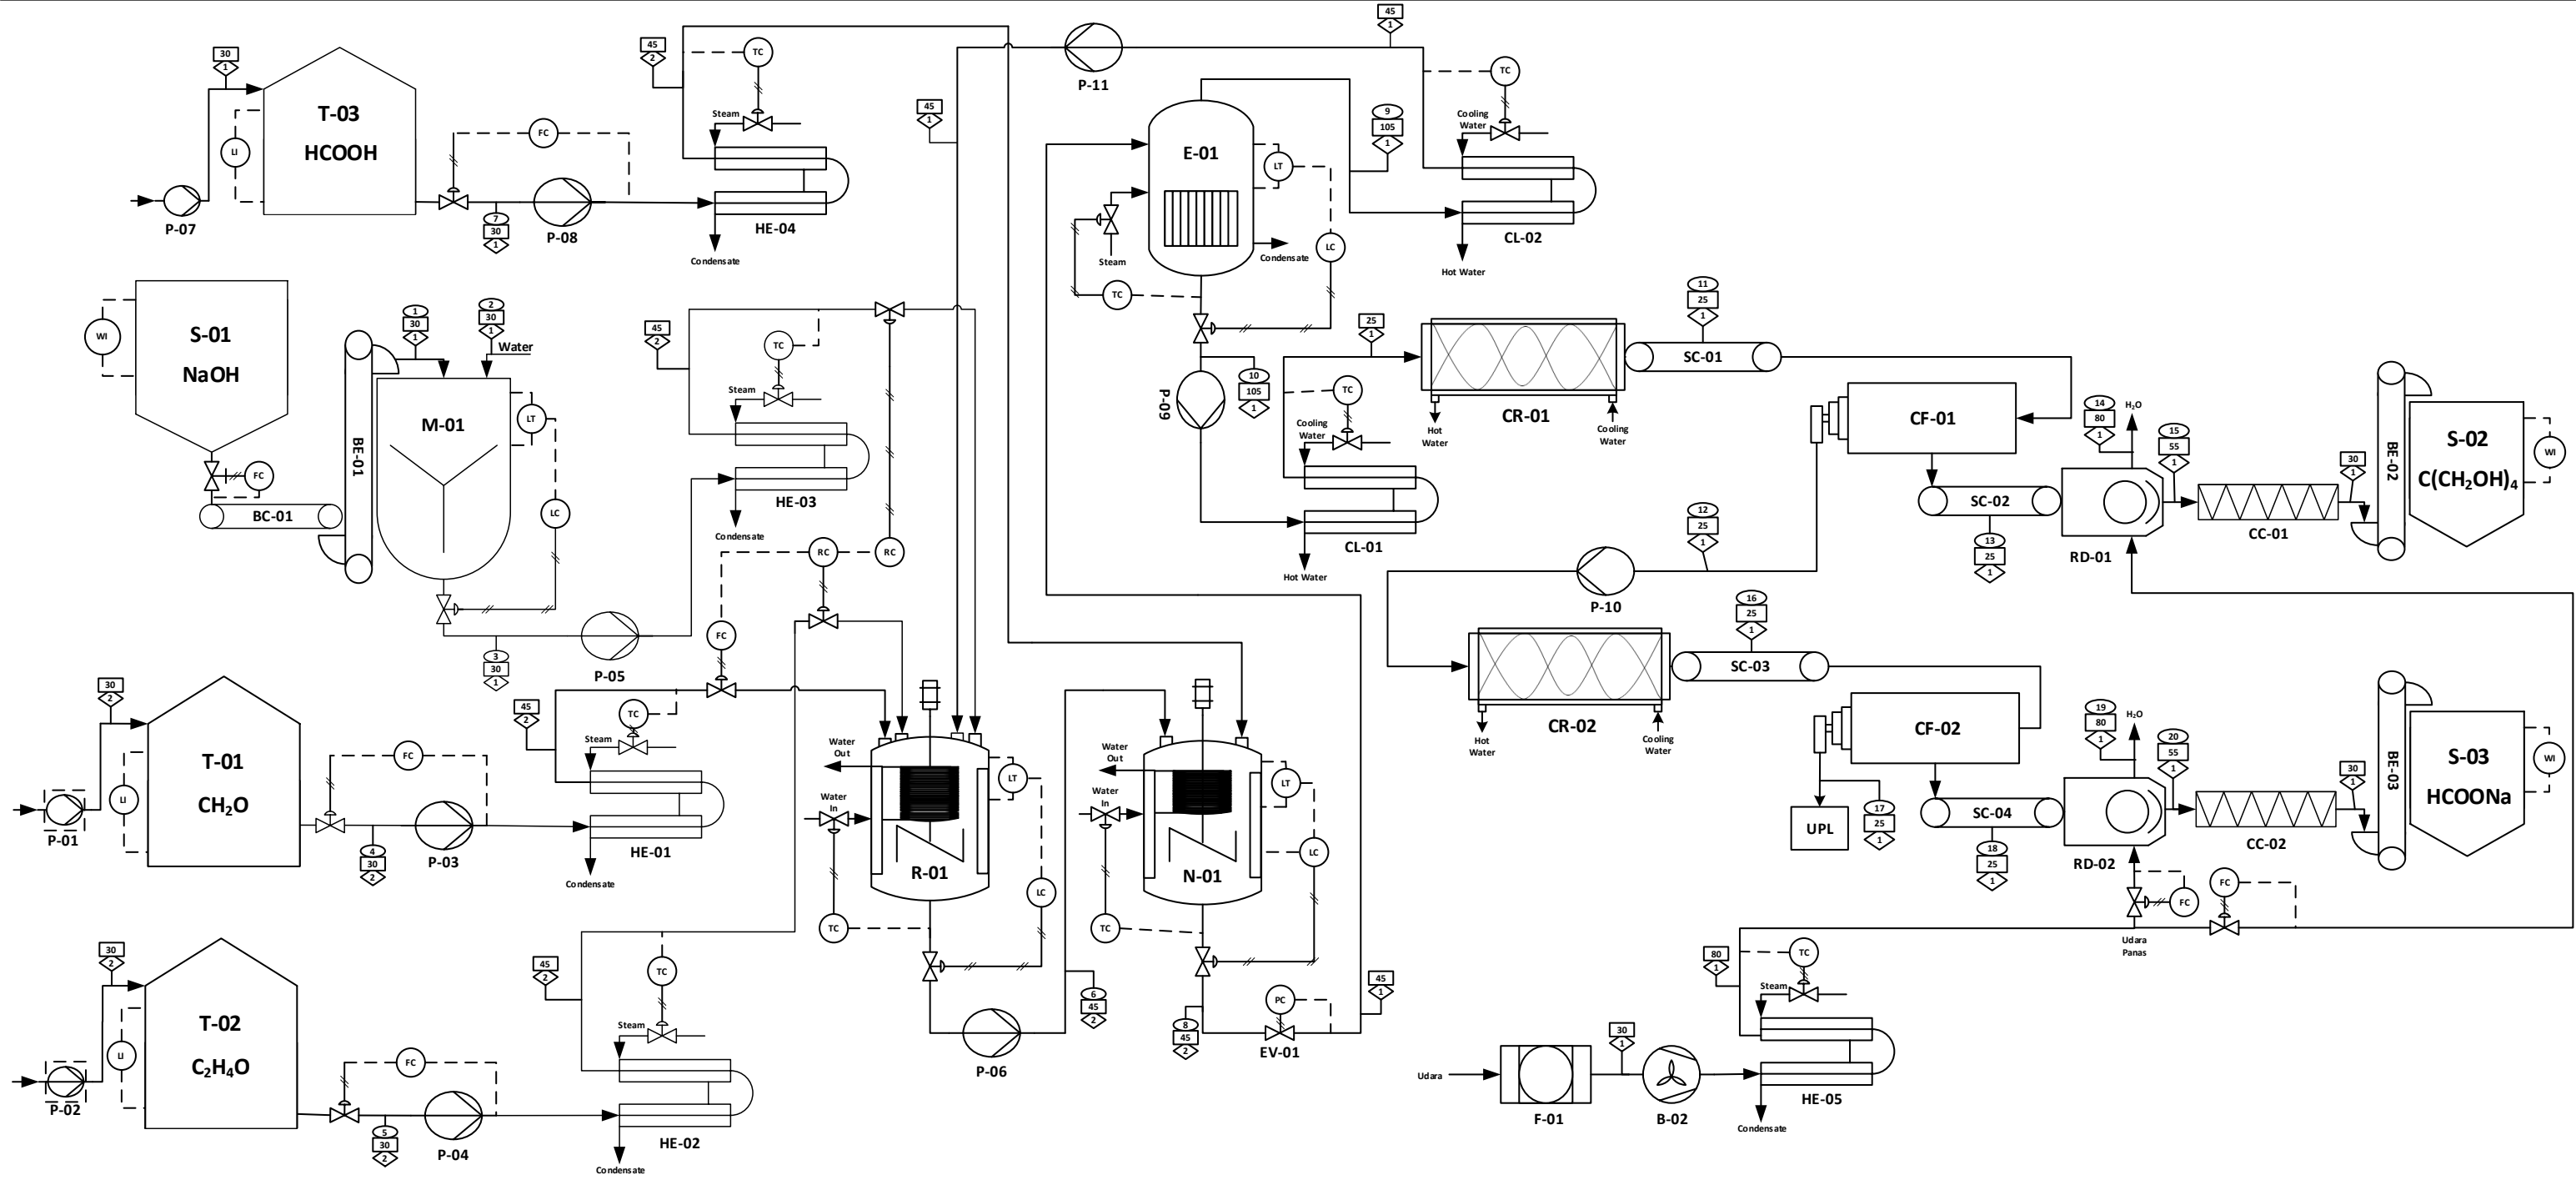 30
1
T-03
HCOOH
LI
P-07
FC
7
30
1
P-08
45
2
TC
Steam
HE-04
Condensate
45
1
P-11
45
1
TC
Cooling
Water
CL-02
Hot Water
9
105
1
E-01
LT
LC
Steam
Condensate
TC
S-01
NaOH
WI
FC
BC-01
BE-01
1
30
1
2
30
1
Water
M-01
LT
LC
3
30
1
P-05
45
2
TC
Steam
HE-03
Condensate
RC
RC
FC
P-09
10
105
1
25
1
TC
Cooling
Water
CL-01
Hot Water
CR-01
Hot
Water
Cooling
Water
11
25
1
SC-01
CF-01
12
25
1
P-10
SC-02
13
25
1
14
80
1
H₂O
RD-01
15
55
1
CC-01
30
1
BE-02
S-02
C(CH₂OH)₄
WI
30
2
T-01
CH₂O
LI
P-01
FC
4
30
2
P-03
45
2
TC
Steam
HE-01
Condensate
Water
Out
Water
In
R-01
LT
LC
TC
P-06
6
45
2
Water
Out
Water
In
N-01
LT
LC
TC
8
45
2
PC
EV-01
45
1
CR-02
Hot
Water
Cooling
Water
16
25
1
SC-03
CF-02
UPL
17
25
1
SC-04
18
25
1
19
80
1
H₂O
RD-02
20
55
1
CC-02
30
1
BE-03
S-03
HCOONa
WI
FC
FC
Udara
Panas
30
2
T-02
C₂H₄O
LI
P-02
FC
5
30
2
P-04
45
2
TC
Steam
HE-02
Condensate
Udara
F-01
30
1
B-02
80
1
TC
Steam
HE-05
Condensate